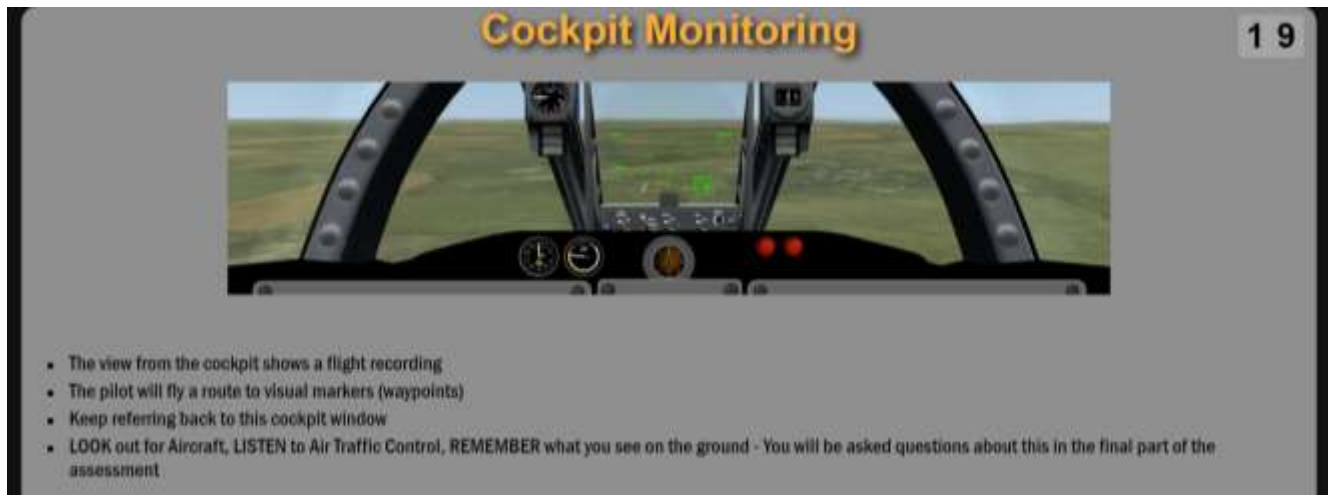 Cockpit Monitoring
1 9
The view from the cockpit shows a flight recording
The pilot will fly a route to visual markers (waypoints)
Keep referring back to this cockpit window
LOOK out for Aircraft, LISTEN to Air Traffic Control, REMEMBER what you see on the ground - You will be asked questions about this in the final part of the
assessment